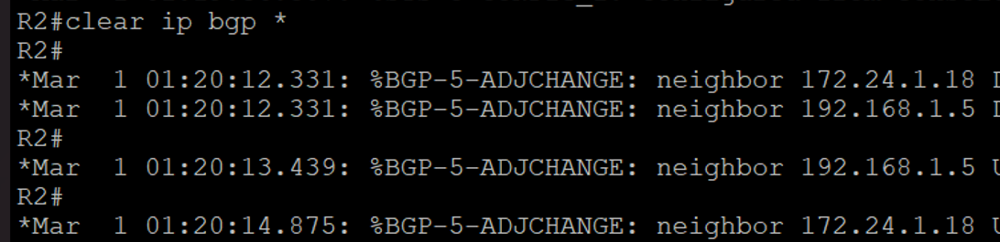 R2#clear ip bgp *
R2#
*Mar  1 01:20:12.331: %BGP-5-ADJCHANGE: neighbor 172.24.1.18
*Mar  1 01:20:12.331: %BGP-5-ADJCHANGE: neighbor 192.168.1.5
R2#
*Mar  1 01:20:13.439: %BGP-5-ADJCHANGE: neighbor 192.168.1.5 U
R2#
*Mar  1 01:20:14.875: %BGP-5-ADJCHANGE: neighbor 172.24.1.18 U